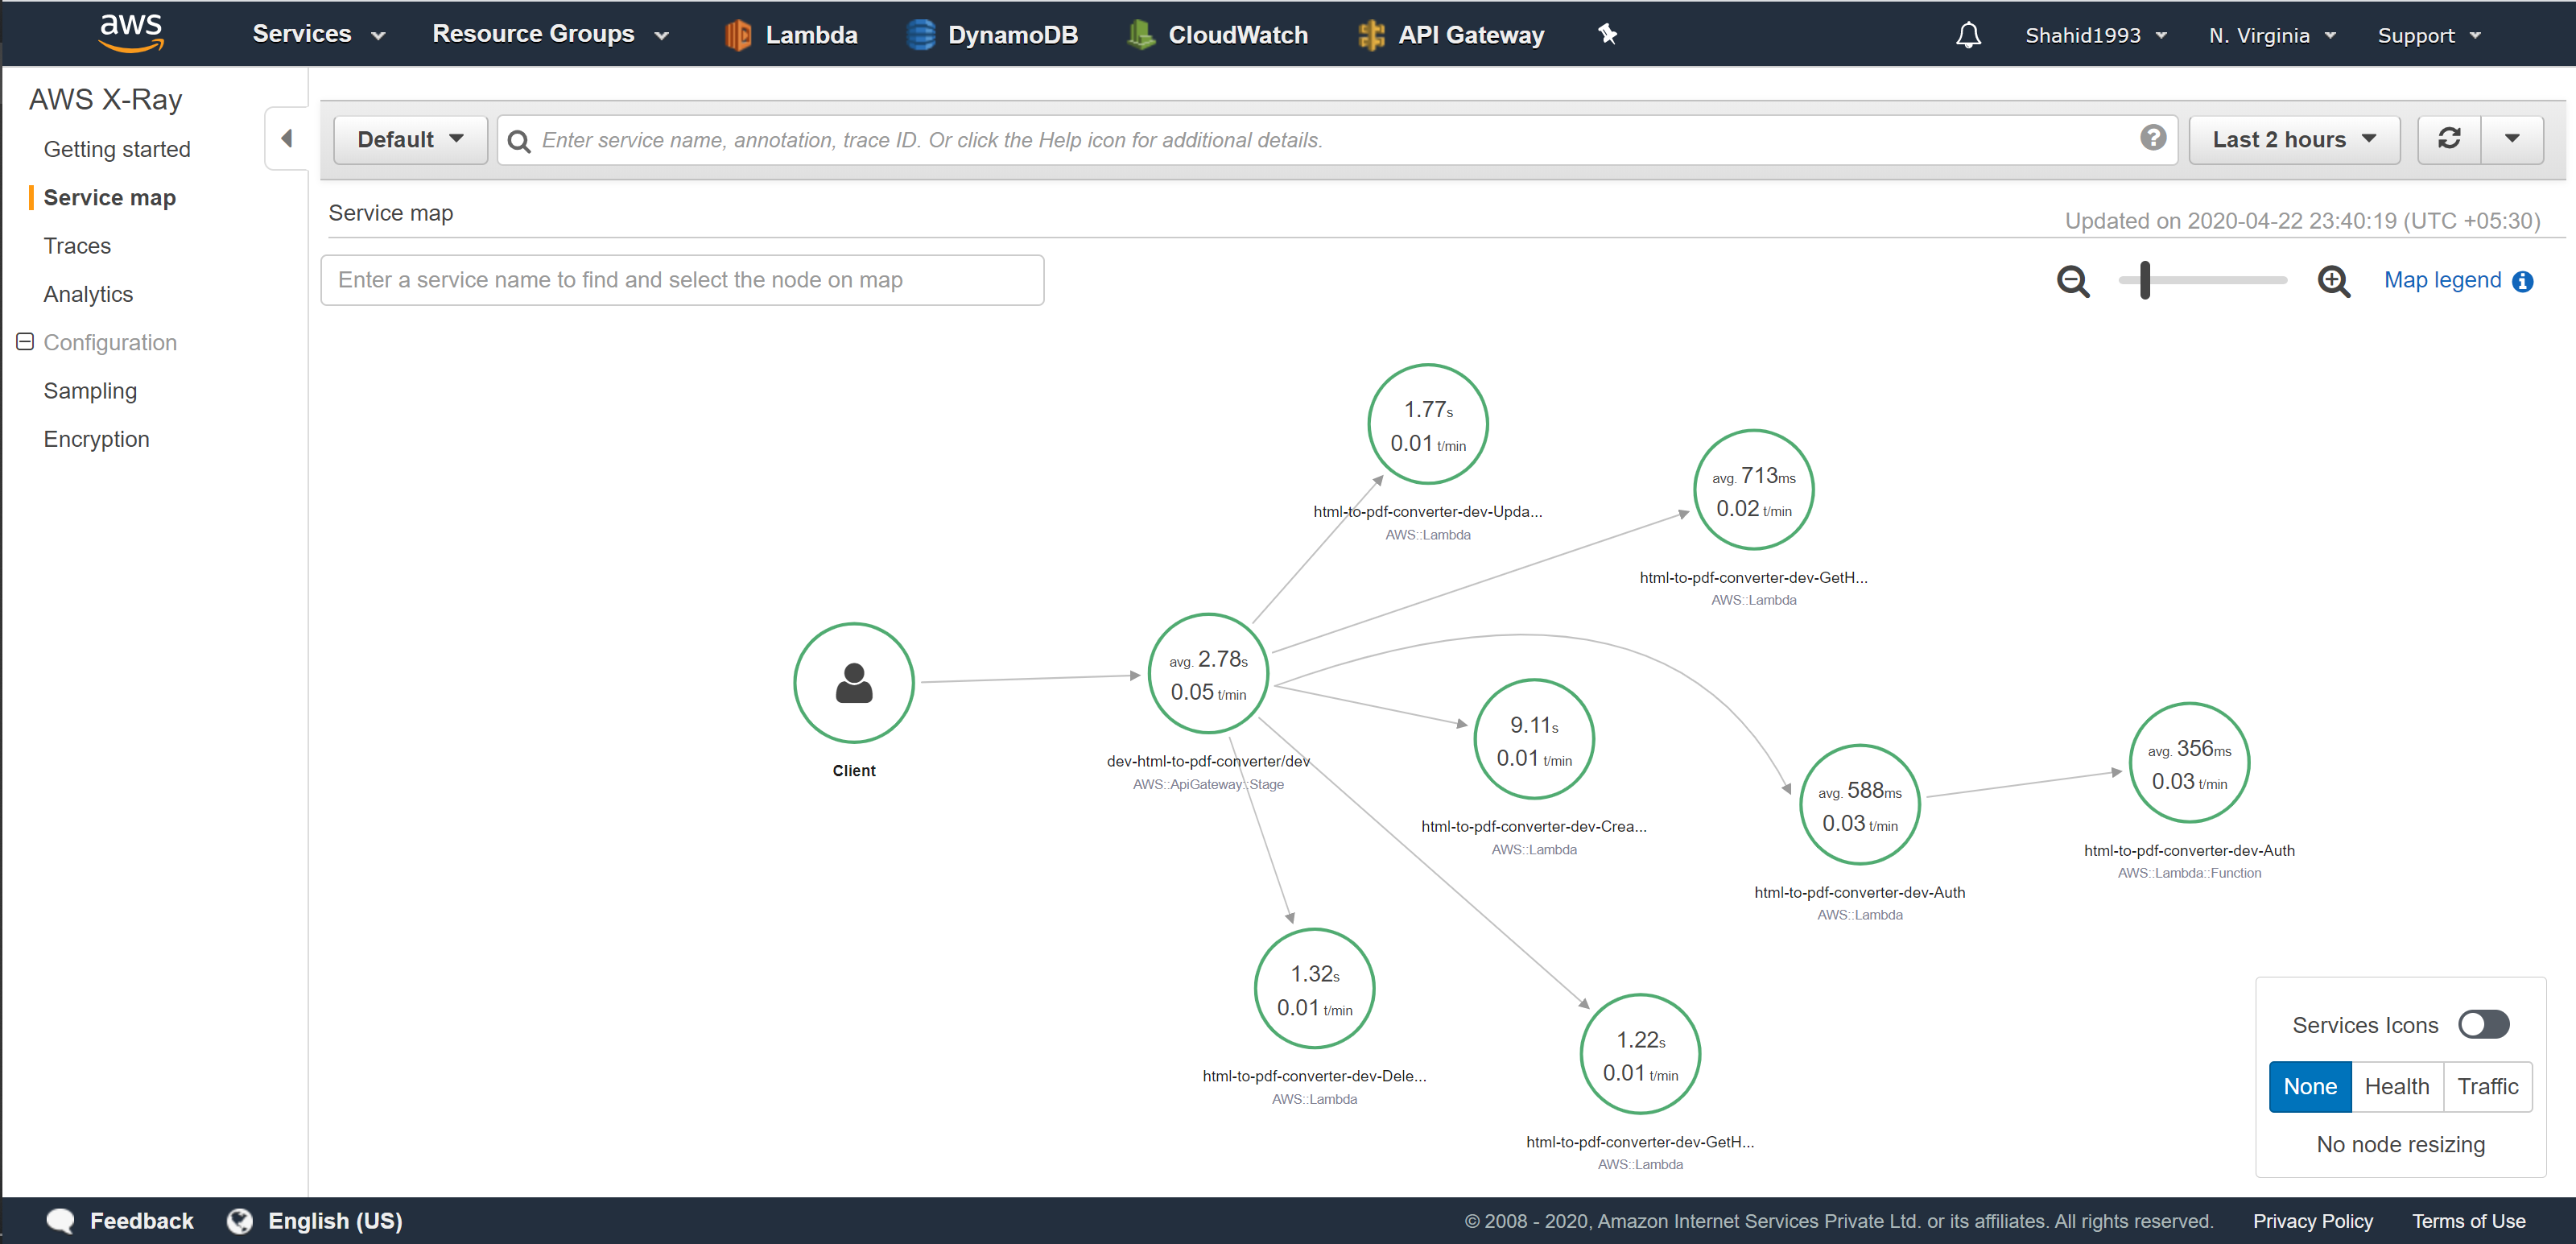 aws Services Resource Groups Lambda DynamoDB CloudWatch API Gateway Shahid1993 N. Virginia Support
AWS X-Ray
Getting started
Service map
Traces
Analytics
Configuration
Sampling
Encryption
Default Enter service name, annotation, trace ID. Or click the Help icon for additional details. ? Last 2 hours
Service map
Updated on 2020-04-22 23:40:19 (UTC +05:30)
Enter a service name to find and select the node on map
Map legend i
1.77s
0.01 t/min
html-to-pdf-converter-dev-Upda...
AWS::Lambda
avg. 713ms
0.02 t/min
html-to-pdf-converter-dev-GetH...
AWS::Lambda
Client
avg. 2.78s
0.05 t/min
dev-html-to-pdf-converter/dev
AWS::ApiGateway::Stage
9.11s
0.01 t/min
html-to-pdf-converter-dev-Crea...
AWS::Lambda
avg. 588ms
0.03 t/min
html-to-pdf-converter-dev-Auth
AWS::Lambda
avg. 356ms
0.03 t/min
html-to-pdf-converter-dev-Auth
AWS::Lambda::Function
1.32s
0.01 t/min
html-to-pdf-converter-dev-Dele...
AWS::Lambda
1.22s
0.01 t/min
html-to-pdf-converter-dev-GetH...
AWS::Lambda
Services Icons
None Health Traffic
No node resizing
Feedback English (US) © 2008 - 2020, Amazon Internet Services Private Ltd. or its affiliates. All rights reserved. Privacy Policy Terms of Use